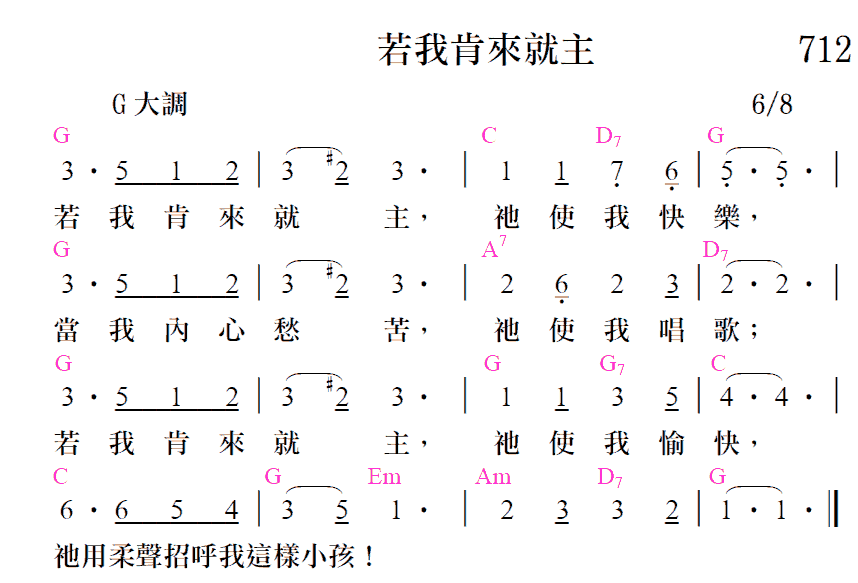 若我肯來就主 712
G 大調 6/8
G C D7 G
3 · 5 1 2 | 3 #2 3 · | 1 1 7 6 | 5 · 5 · |
若 我 肯 來 就 主， 祂 使 我 快 樂，
G A7 D7
3 · 5 1 2 | 3 #2 3 · | 2 6 2 3 | 2 · 2 · |
當 我 內 心 愁 苦， 祂 使 我 唱 歌；
G G G7 C
3 · 5 1 2 | 3 #2 3 · | 1 1 3 5 | 4 · 4 · |
若 我 肯 來 就 主， 祂 使 我 愉 快，
C G Em Am D7 G
6 · 6 5 4 | 3 5 1 · | 2 3 3 2 | 1 · 1 · ‖
祂用柔聲招呼我這樣小孩！